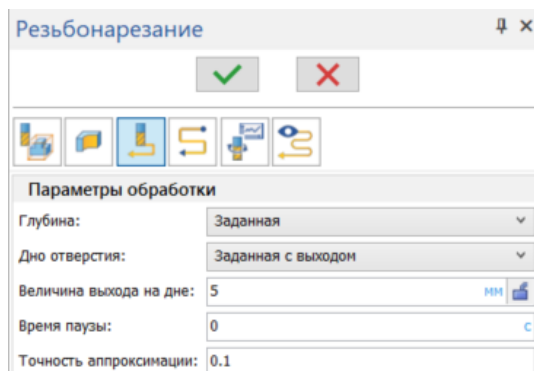 Резьбонарезание
Параметры обработки
Глубина: Заданная
Дно отверстия: Заданная с выходом
Величина выхода на дне: 5 мм
Время паузы: 0 с
Точность аппроксимации: 0.1